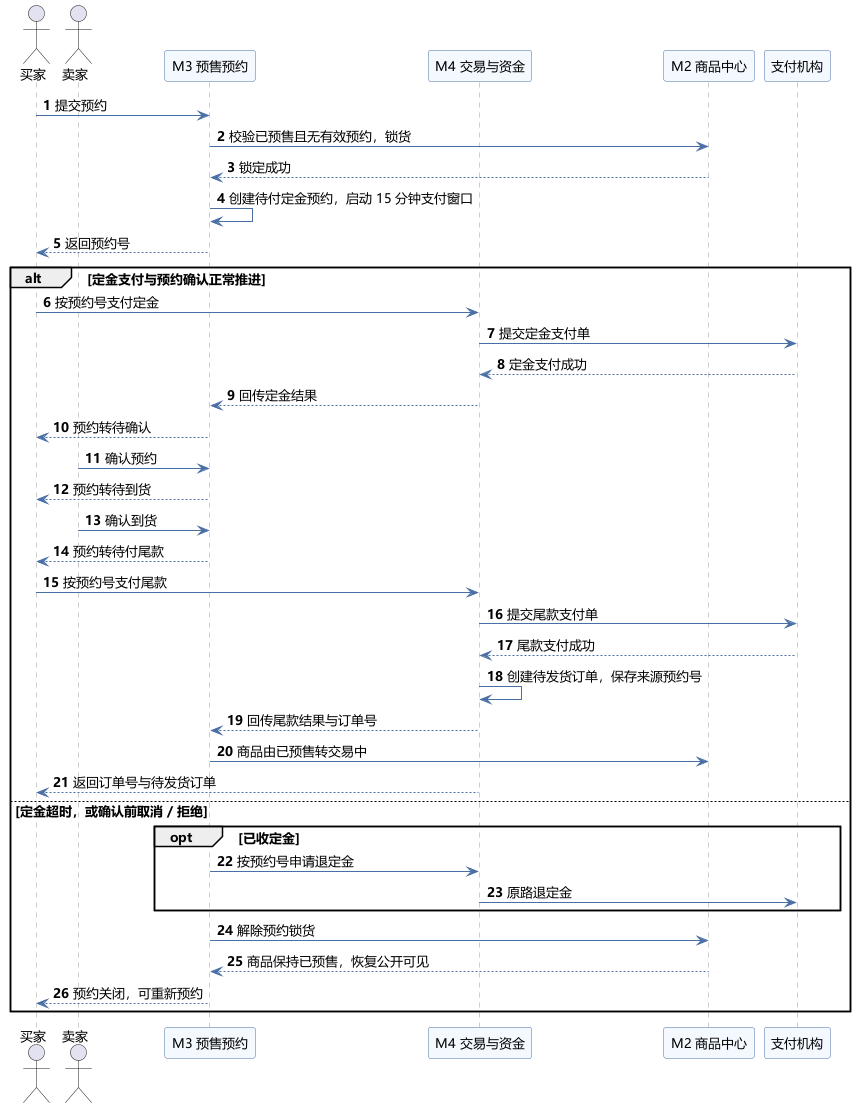 买家
卖家
M3 预售预约
M4 交易与资金
M2 商品中心
支付机构
1 提交预约
2 校验已预售且无有效预约，锁货
3 锁定成功
4 创建待付定金预约，启动 15 分钟支付窗口
5 返回预约号
alt [定金支付与预约确认正常推进]
6 按预约号支付定金
7 提交定金支付单
8 定金支付成功
9 回传定金结果
10 预约转待确认
11 确认预约
12 预约转待到货
13 确认到货
14 预约转待付尾款
15 按预约号支付尾款
16 提交尾款支付单
17 尾款支付成功
18 创建待发货订单，保存来源预约号
19 回传尾款结果与订单号
20 商品由已预售转交易中
21 返回订单号与待发货订单
[定金超时，或确认前取消 / 拒绝]
opt [已收定金]
22 按预约号申请退定金
23 原路退定金
24 解除预约锁货
25 商品保持已预售，恢复公开可见
26 预约关闭，可重新预约
买家
卖家
M3 预售预约
M4 交易与资金
M2 商品中心
支付机构